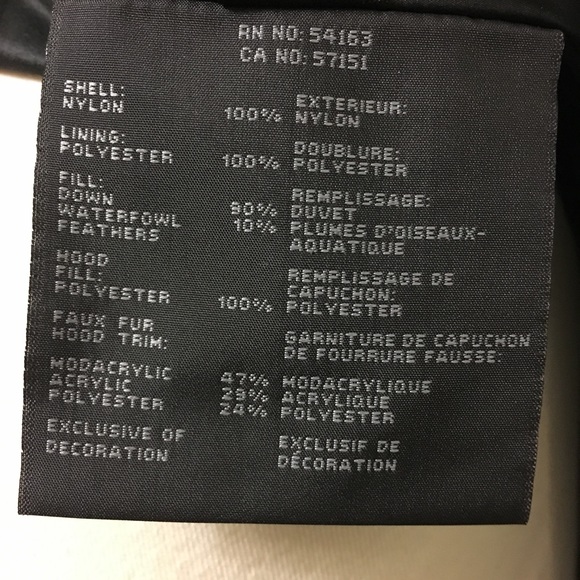 RN NO: 54163
CA NO: 57151
SHELL:
NYLON 100%
LINING:
POLYESTER 100%
FILL:
DOWN 90%
WATERFOWL 10%
FEATHERS
HOOD
FILL:
POLYESTER 100%
FAUX FUR
HOOD TRIM:
MODACRYLIC 47%
ACRYLIC 29%
POLYESTER 24%
EXCLUSIVE OF
DECORATION
EXTERIEUR:
NYLON
DOUBLURE:
POLYESTER
REMPLISSAGE:
DUVET
PLUMES D'OISEAUX-
AQUATIQUE
REMPLISSAGE DE
CAPUCHON:
POLYESTER
GARNITURE DE CAPUCHON
DE FOURRURE FAUSSE:
MODACRYLIQUE
ACRYLIQUE
POLYESTER
EXCLUSIF DE
DÉCORATION